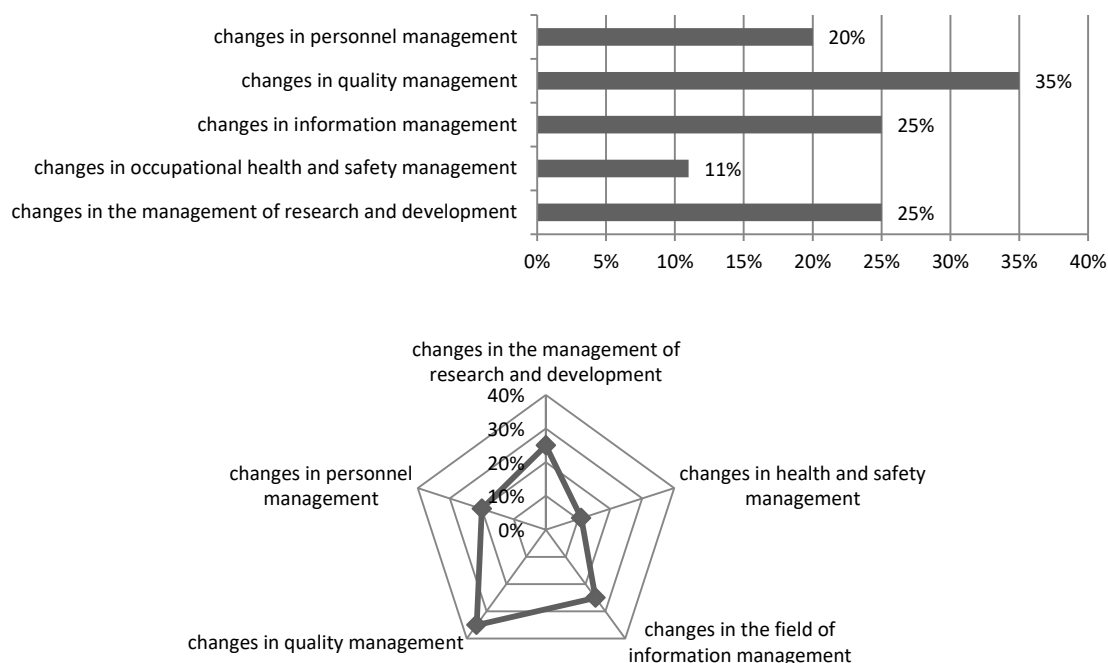 changes in personnel management
20%
changes in quality management
35%
changes in information management
25%
changes in occupational health and safety management
11%
changes in the management of research and development
25%
0% 5% 10% 15% 20% 25% 30% 35% 40%
changes in the management of
research and development
40%
30%
20%
10%
0%
changes in personnel
management
changes in health and safety
management
changes in quality management
changes in the field of
information management